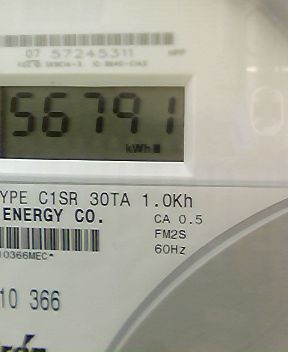 07 57245311
56791
kWh
YPE C1SR 30TA 1.0Kh
ENERGY CO. CA 0.5
FM2S
10366MEC* 60Hz
10 366
rón